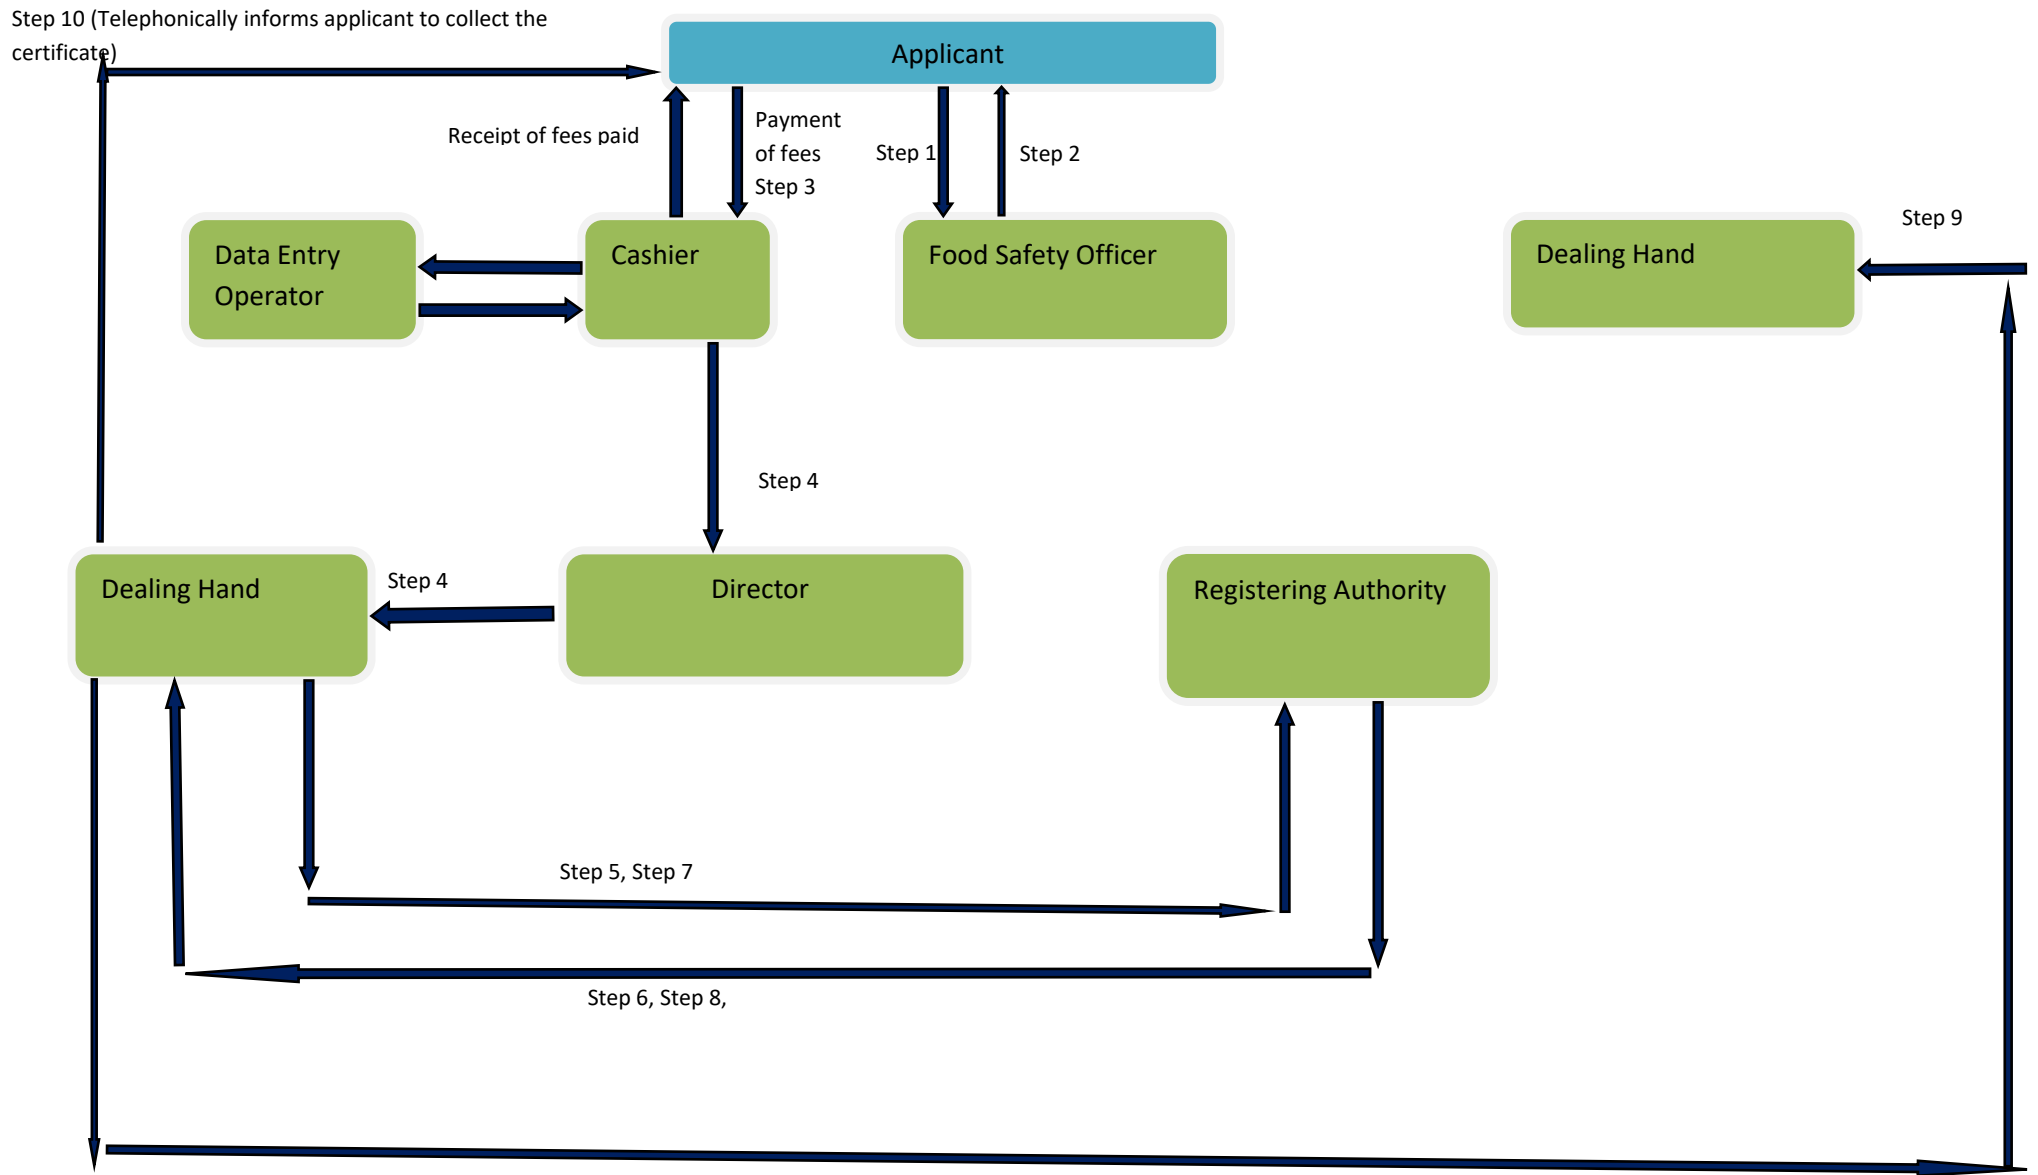 Step 10 (Telephonically informs applicant to collect the
certificate)
Applicant
Receipt of fees paid
Payment
of fees
Step 3
Step 1
Step 2
Data Entry
Operator
Cashier
Food Safety Officer
Dealing Hand
Step 9
Step 4
Dealing Hand
Step 4
Director
Registering Authority
Step 5, Step 7
Step 6, Step 8,